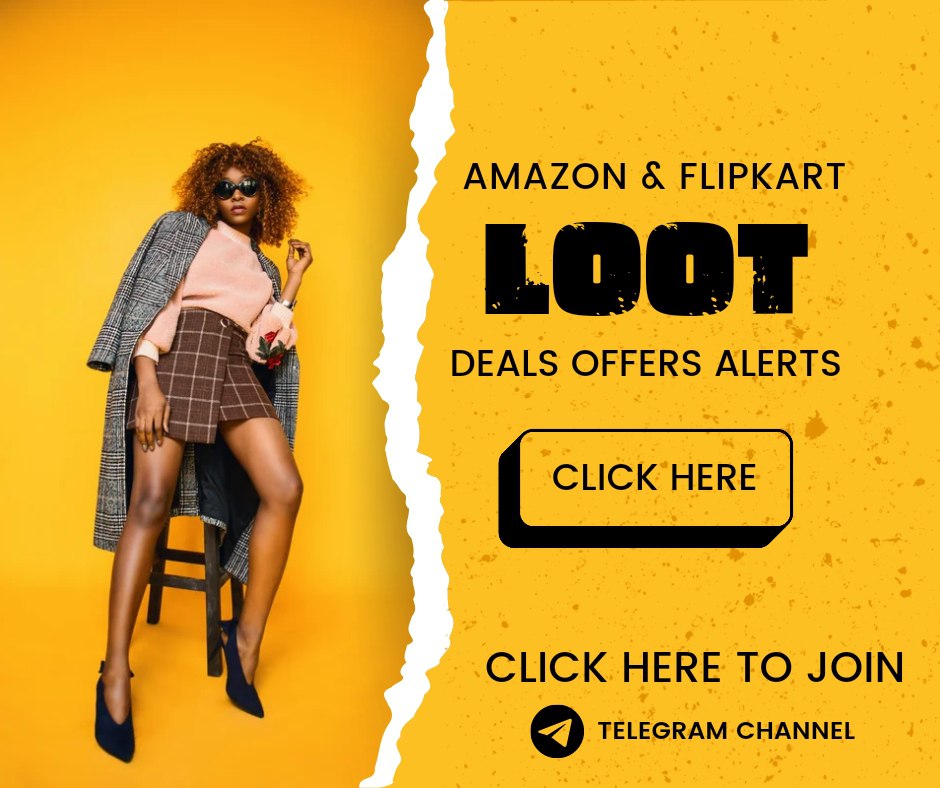 AMAZON & FLIPKART
LOOT
DEALS OFFERS ALERTS
CLICK HERE
CLICK HERE TO JOIN
TELEGRAM CHANNEL